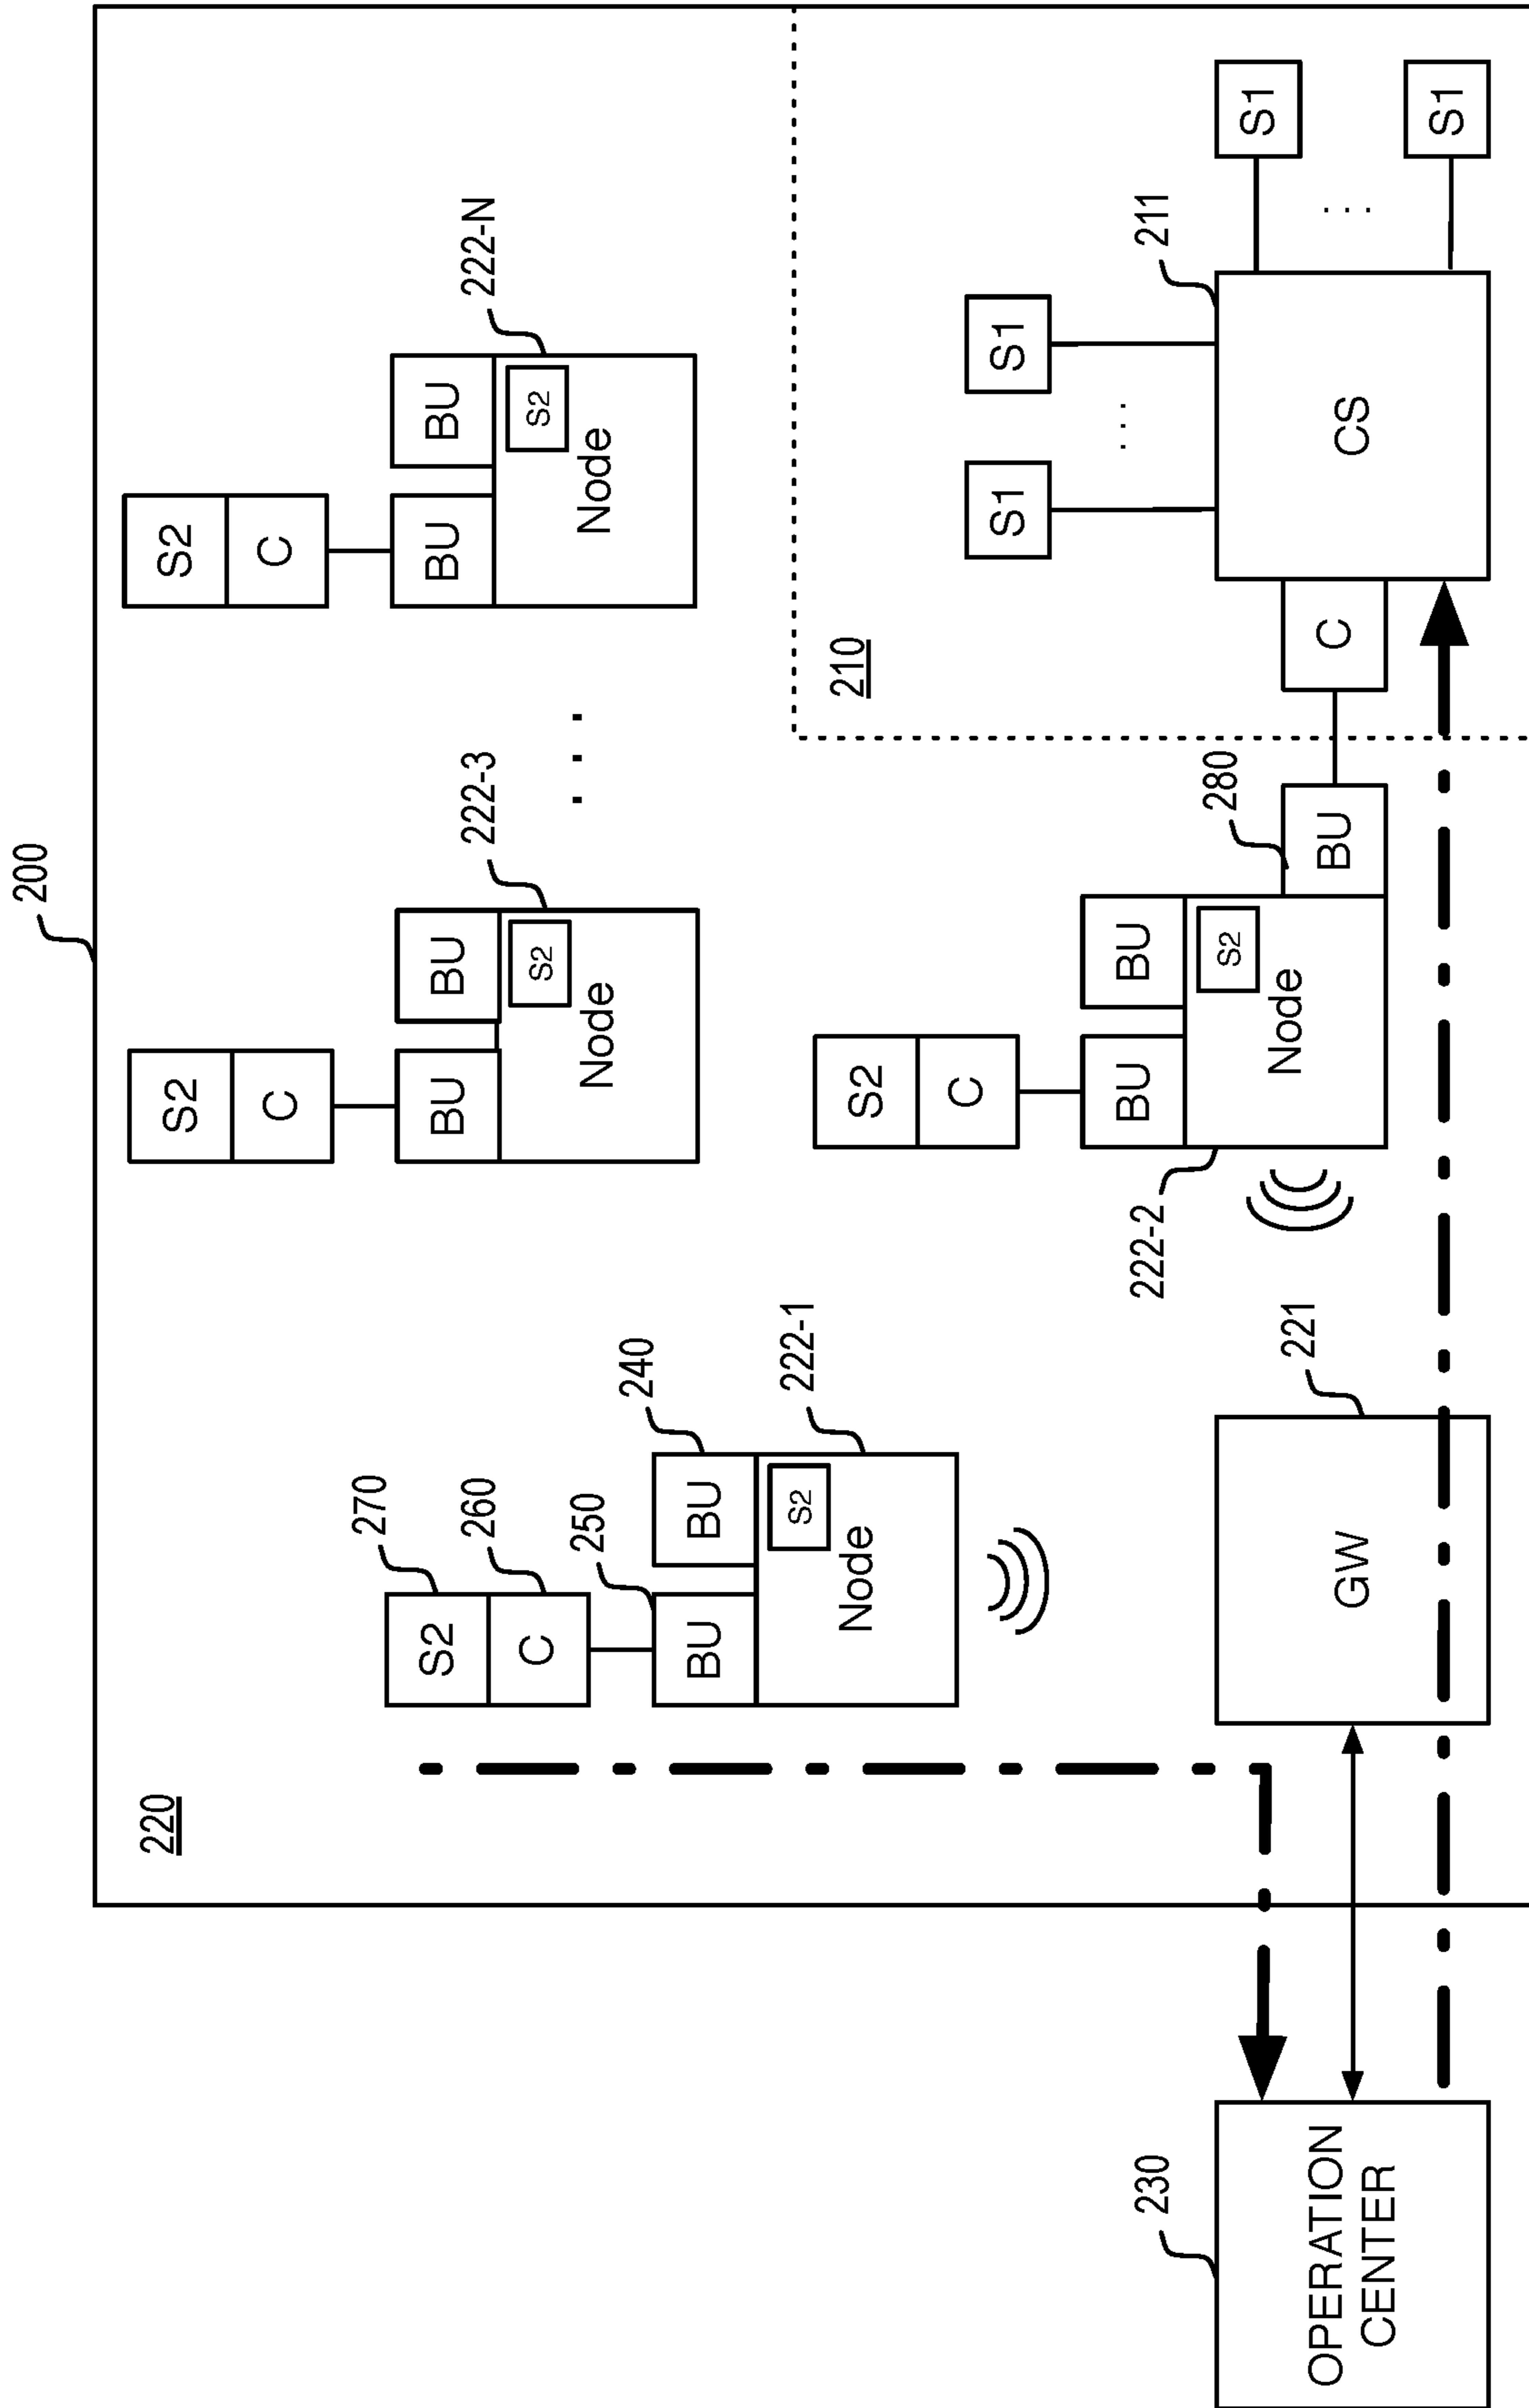 200
220
S2
C
BU
BU
S2
Node
270
260
250
240
222-1
S2
C
BU
BU
S2
Node
222-3
. . .
S2
C
BU
BU
S2
Node
222-N
S2
C
BU
BU
S2
Node
222-2
BU
280
210
C
CS
211
S1
. . .
S1
S1
. . .
S1
GW
221
OPERATION
CENTER
230